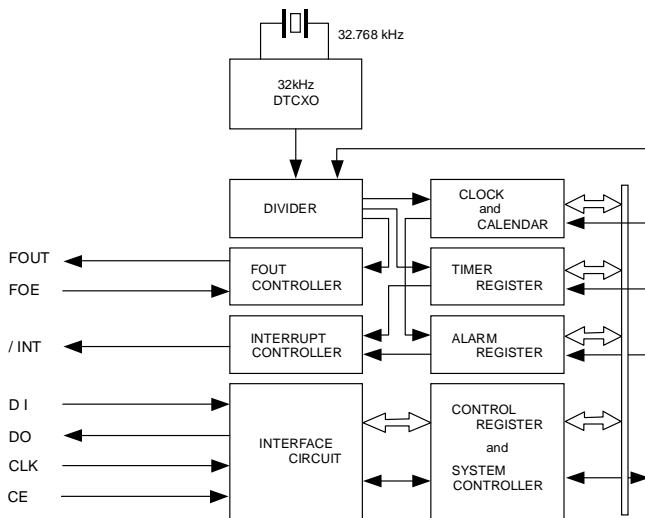 32.768 kHz
32kHz
DTCXO
DIVIDER
CLOCK
and
CALENDAR
FOUT
FOE
FOUT
CONTROLLER
TIMER
REGISTER
/ INT
INTERRUPT
CONTROLLER
ALARM
REGISTER
D I
DO
CLK
CE
INTERFACE
CIRCUIT
CONTROL
REGISTER
and
SYSTEM
CONTROLLER